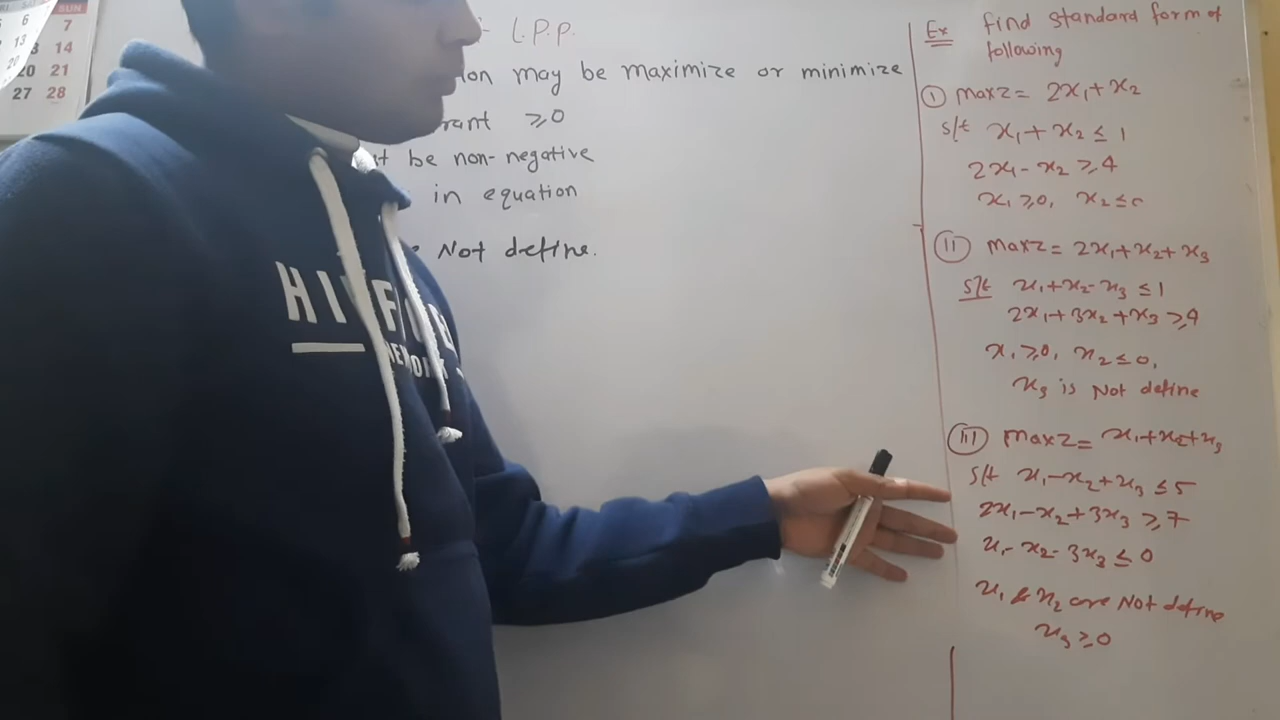 SUN
6 7
13 14
20 21
27 28
L.P.P.
may be maximize or minimize
≥0
be non-negative
in equation
Not define.
Ex find standard form of
following
(I) max z = 2x₁+x₂
s/t x₁+x₂ ≤ 1
2x₁-x₂ ≥ 4
x₁ ≥ 0, x₂ ≤ 0
(II) max z = 2x₁+x₂+x₃
s/t x₁+x₂-x₃ ≤ 1
2x₁+3x₂+x₃ ≥ 4
x₁ ≥ 0, x₂ ≤ 0,
x₃ is Not define
(III) max z = x₁+x₂+x₃
s/t x₁-x₂+x₃ ≤ 5
2x₁-x₂+3x₃ ≥ 7
x₁-x₂-3x₃ ≤ 0
x₁ & x₂ are Not define
x₃ ≥ 0